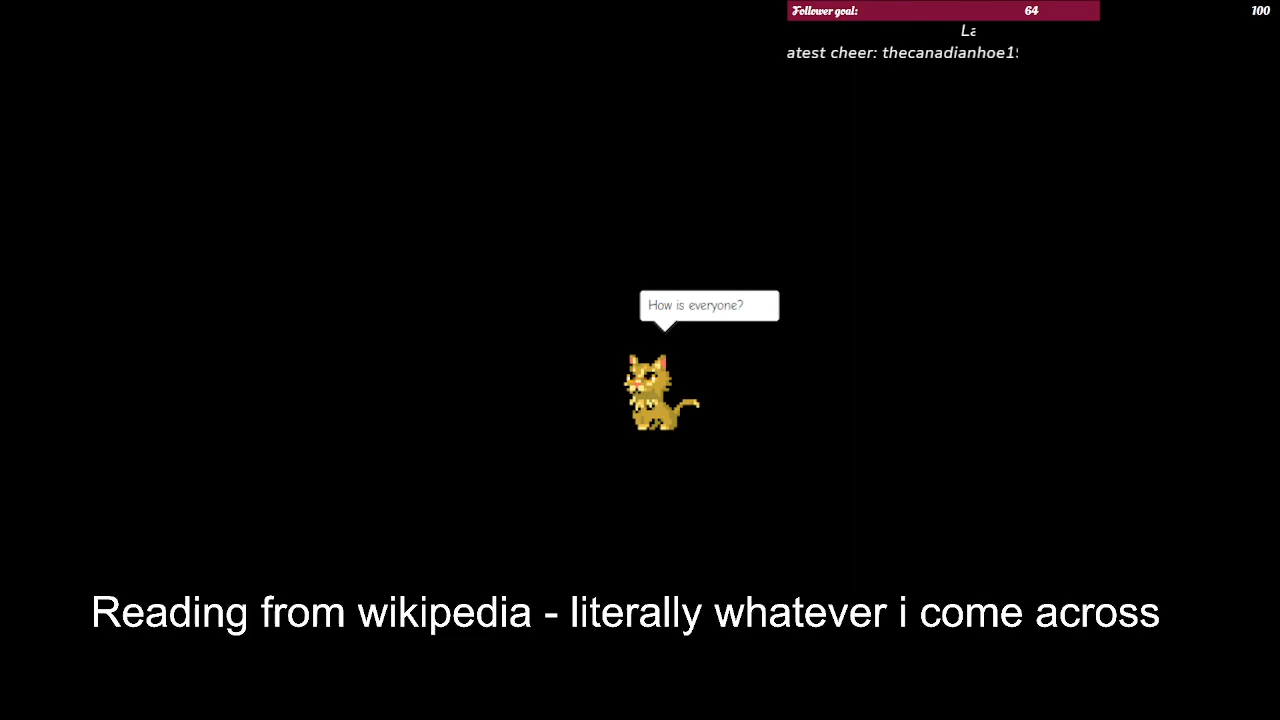 Follower goal: 64 100
La
atest cheer: thecanadianhoe1
How is everyone?
Reading from wikipedia - literally whatever i come across